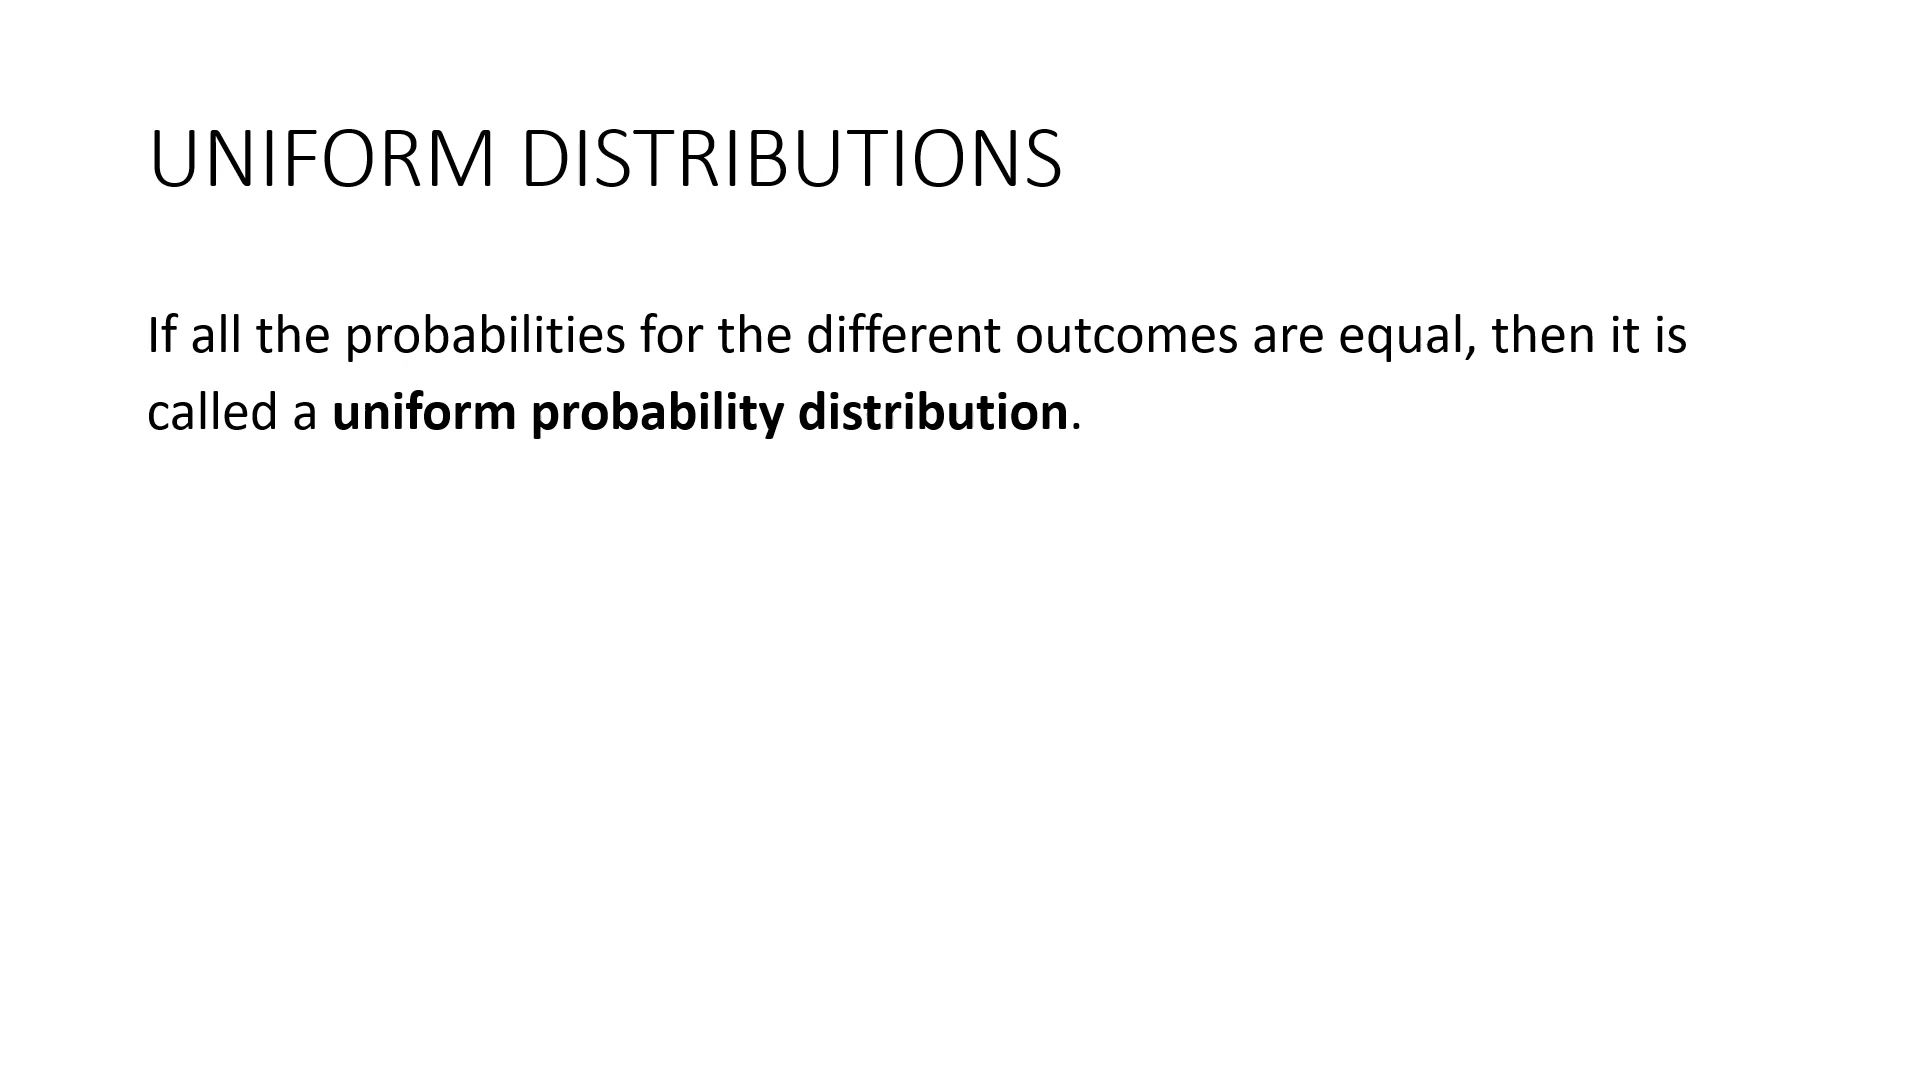 UNIFORM DISTRIBUTIONS
If all the probabilities for the different outcomes are equal, then it is
called a uniform probability distribution.